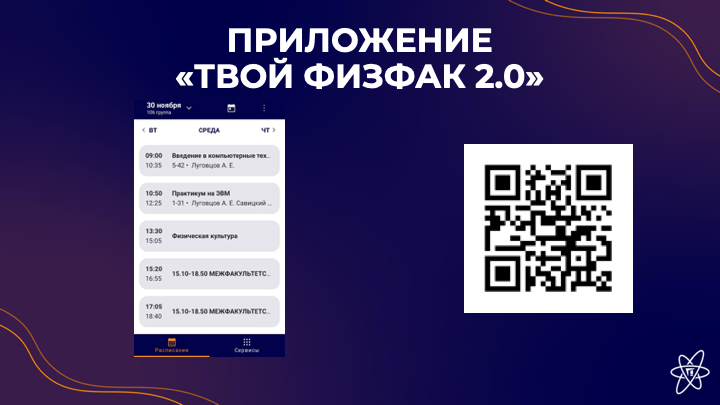 ПРИЛОЖЕНИЕ
«ТВОЙ ФИЗФАК 2.0»
30 ноября
106 группа
ВТ
СРЕДА
ЧТ
09:00 Введение в компьютерные тех..
10:35 5-42 • Луговцов А. Е.
10:50 Практикум на ЭВМ
12:25 1-31 • Луговцов А. Е. Савицкий ...
13:30
Физическая культура
15:05
15:20
15.10-18.50 МЕЖФАКУЛЬТЕТС..
16:55
17:05
15.10-18.50 МЕЖФАКУЛЬТЕТС..
18:40
Расписание
Сервисы